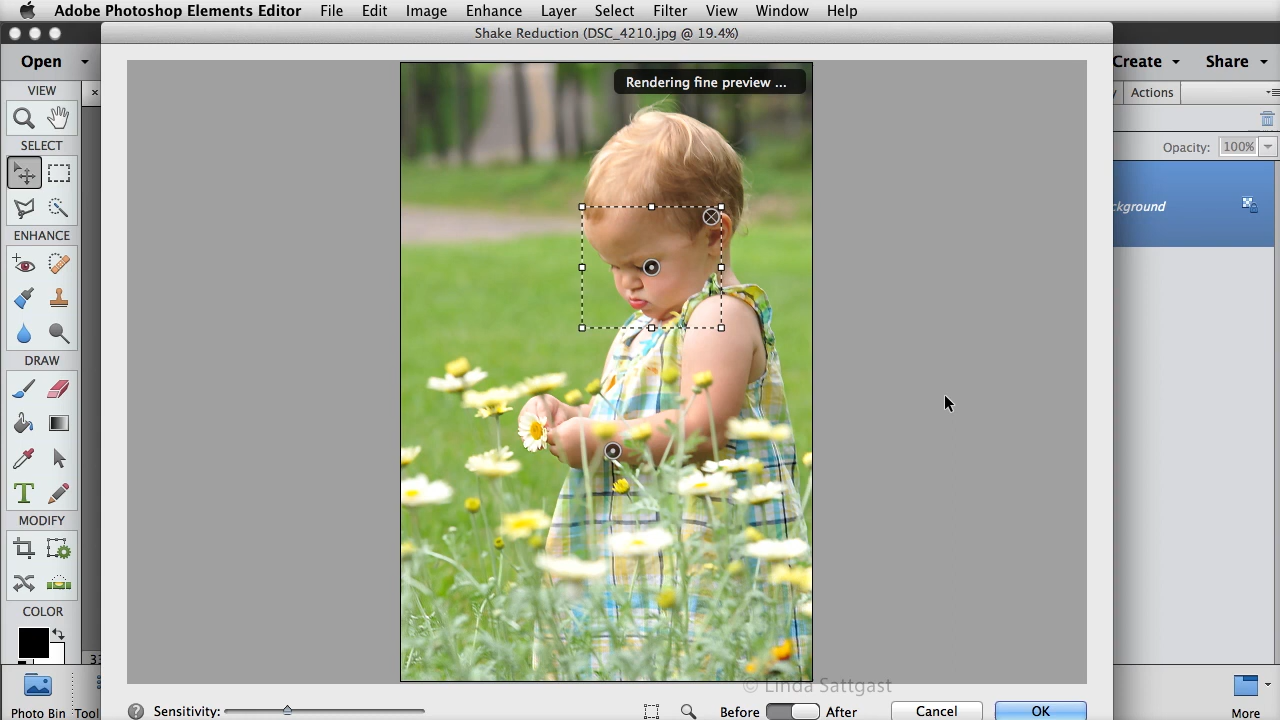 Adobe Photoshop Elements Editor File Edit Image Enhance Layer Select Filter View Window Help
Shake Reduction (DSC_4210.jpg @ 19.4%)
Open
Create
Share
Rendering fine preview ...
VIEW
Actions
SELECT
Opacity: 100%
ckground
ENHANCE
DRAW
T
MODIFY
COLOR
33
© Linda Sattgast
Photo Bin
Tool
? Sensitivity:
Before
After
Cancel
OK
More